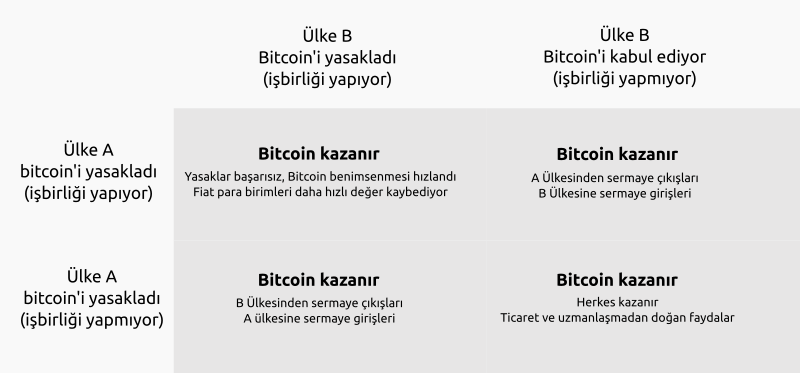 Ülke B
Bitcoin'i yasakladı
(işbirliği yapıyor)
Ülke B
Bitcoin'i kabul ediyor
(işbirliği yapmıyor)
Ülke A
bitcoin'i yasakladı
(işbirliği yapıyor)
Bitcoin kazanır
Yasaklar başarısız, Bitcoin benimsenmesi hızlandı
Fiat para birimleri daha hızlı değer kaybediyor
Bitcoin kazanır
A Ülkesinden sermaye çıkışları
B Ülkesine sermaye girişleri
Ülke A
bitcoin'i yasakladı
(işbirliği yapmıyor)
Bitcoin kazanır
B Ülkesinden sermaye çıkışları
A ülkesine sermaye girişleri
Bitcoin kazanır
Herkes kazanır
Ticaret ve uzmanlaşmadan doğan faydalar